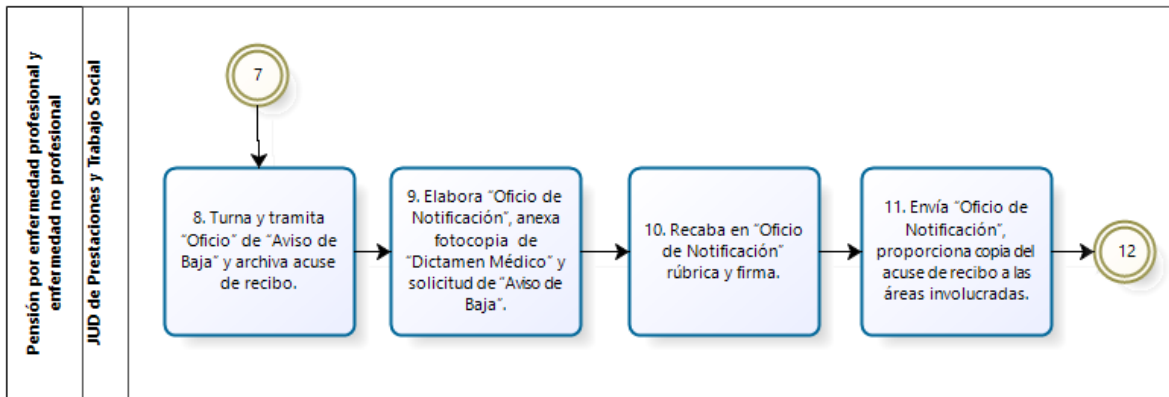 Pensión por enfermedad profesional y
enfermedad no profesional
JUD de Prestaciones y Trabajo Social
7
8. Turna y tramita
“Oficio” de “Aviso de
Baja” y archiva acuse
de recibo.
9. Elabora “Oficio de
Notificación”, anexa
fotocopia de
“Dictamen Médico” y
solicitud de “Aviso de
Baja”.
10. Recaba en “Oficio
de Notificación”
rúbrica y firma.
11. Envía “Oficio de
Notificación”,
proporciona copia del
acuse de recibo a las
áreas involucradas.
12